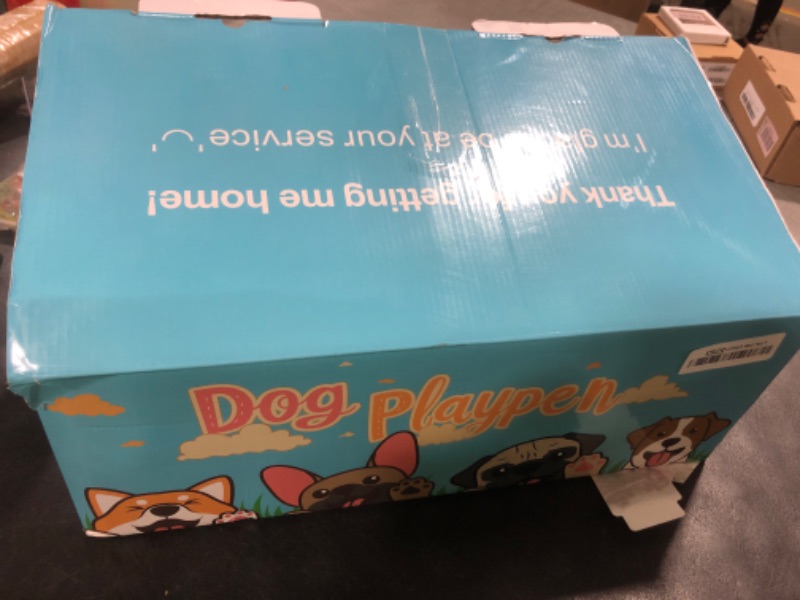 Thank you for getting me home!
I'm glad to be at your service'◡'
Dog Playpen